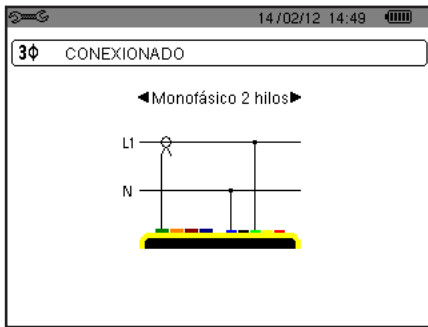 14/02/12 14:49
3ϕ CONEXIONADO
◄Monofásico 2 hilos►
L1
N